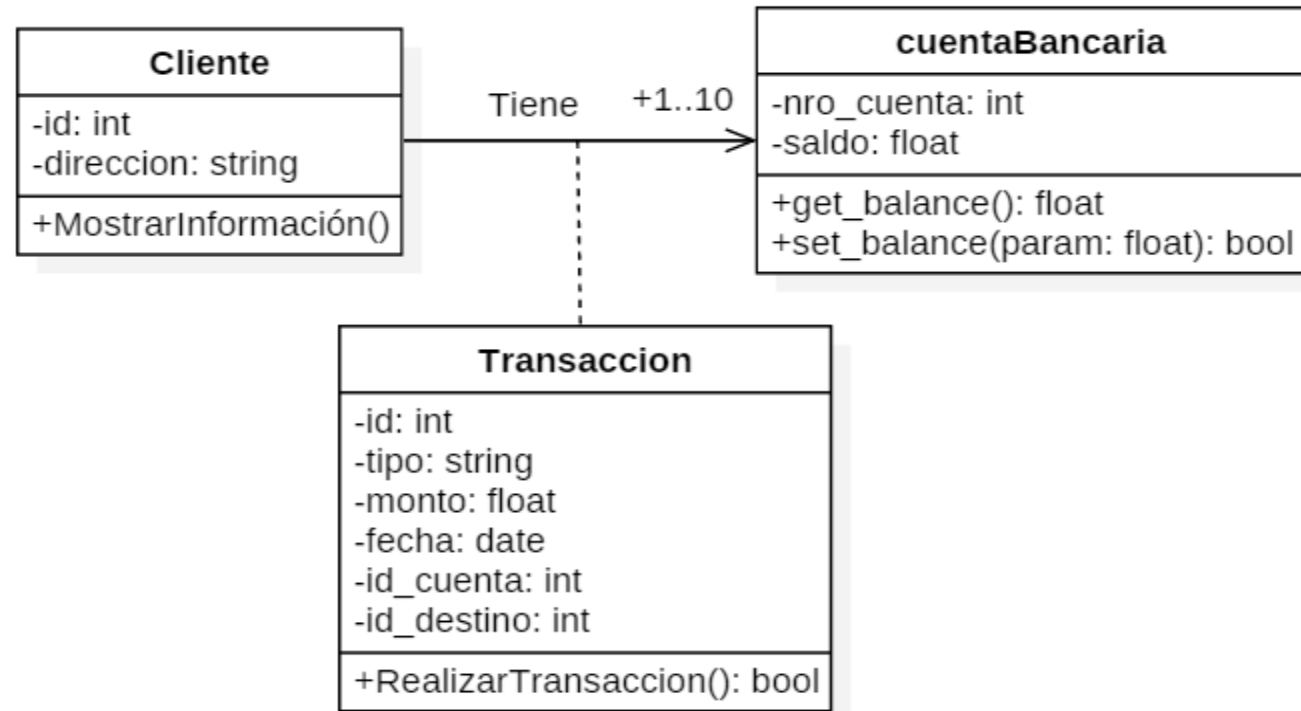 Cliente
-id: int
-direccion: string
+MostrarInformación()
Tiene
+1..10
cuentaBancaria
-nro_cuenta: int
-saldo: float
+get_balance(): float
+set_balance(param: float): bool
Transaccion
-id: int
-tipo: string
-monto: float
-fecha: date
-id_cuenta: int
-id_destino: int
+RealizarTransaccion(): bool